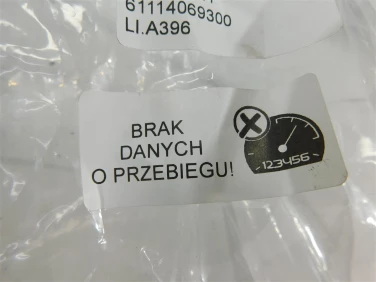 61114069300
LI.A396
BRAK
DANYCH
O PRZEBIEGU!
123456